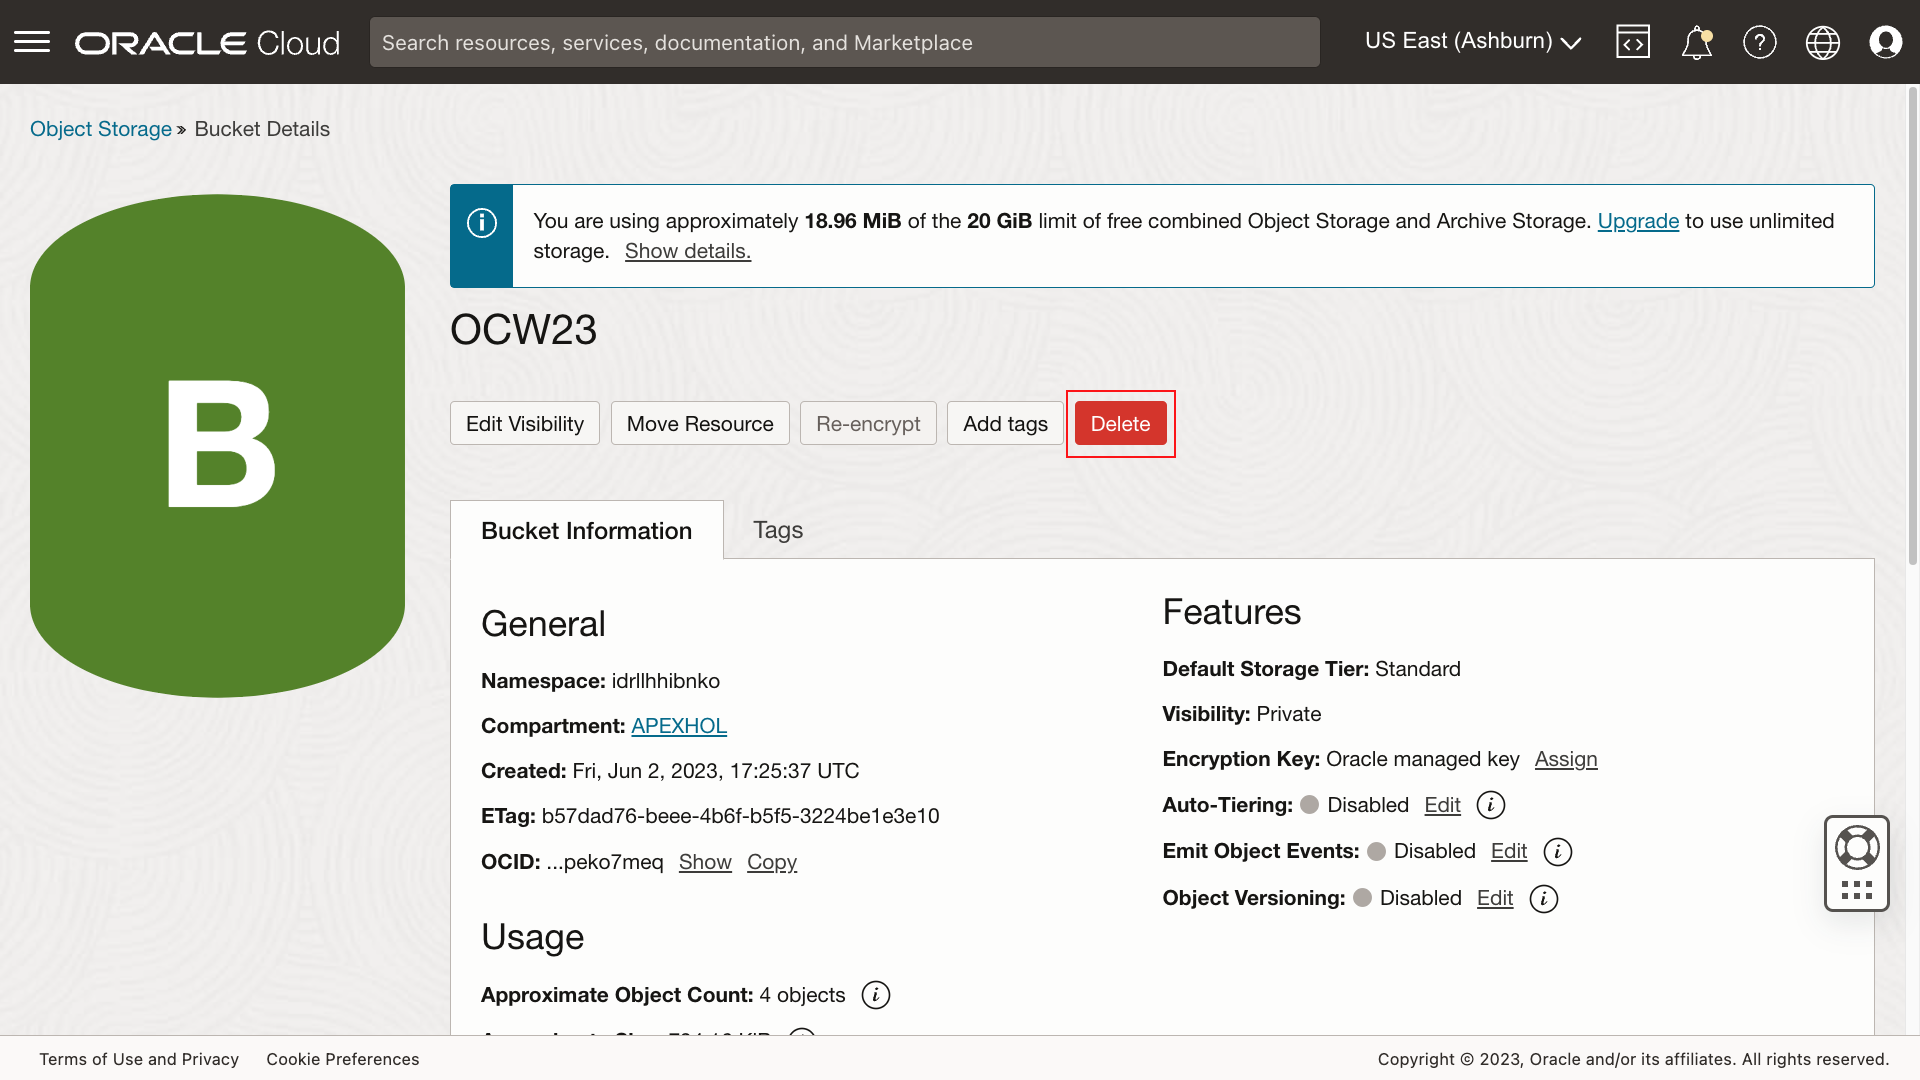 ORACLE Cloud
Search resources, services, documentation, and Marketplace
US East (Ashburn)
Object Storage » Bucket Details
B
You are using approximately 18.96 MiB of the 20 GiB limit of free combined Object Storage and Archive Storage. Upgrade to use unlimited
storage. Show details.
OCW23
Edit Visibility
Move Resource
Re-encrypt
Add tags
Delete
Bucket Information
Tags
General
Namespace: idrllhhibnko
Compartment: APEXHOL
Created: Fri, Jun 2, 2023, 17:25:37 UTC
ETag: b57dad76-beee-4b6f-b5f5-3224be1e3e10
OCID: ...peko7meq Show Copy
Usage
Approximate Object Count: 4 objects
Features
Default Storage Tier: Standard
Visibility: Private
Encryption Key: Oracle managed key Assign
Auto-Tiering: Disabled Edit
Emit Object Events: Disabled Edit
Object Versioning: Disabled Edit
Terms of Use and Privacy
Cookie Preferences
Copyright © 2023, Oracle and/or its affiliates. All rights reserved.